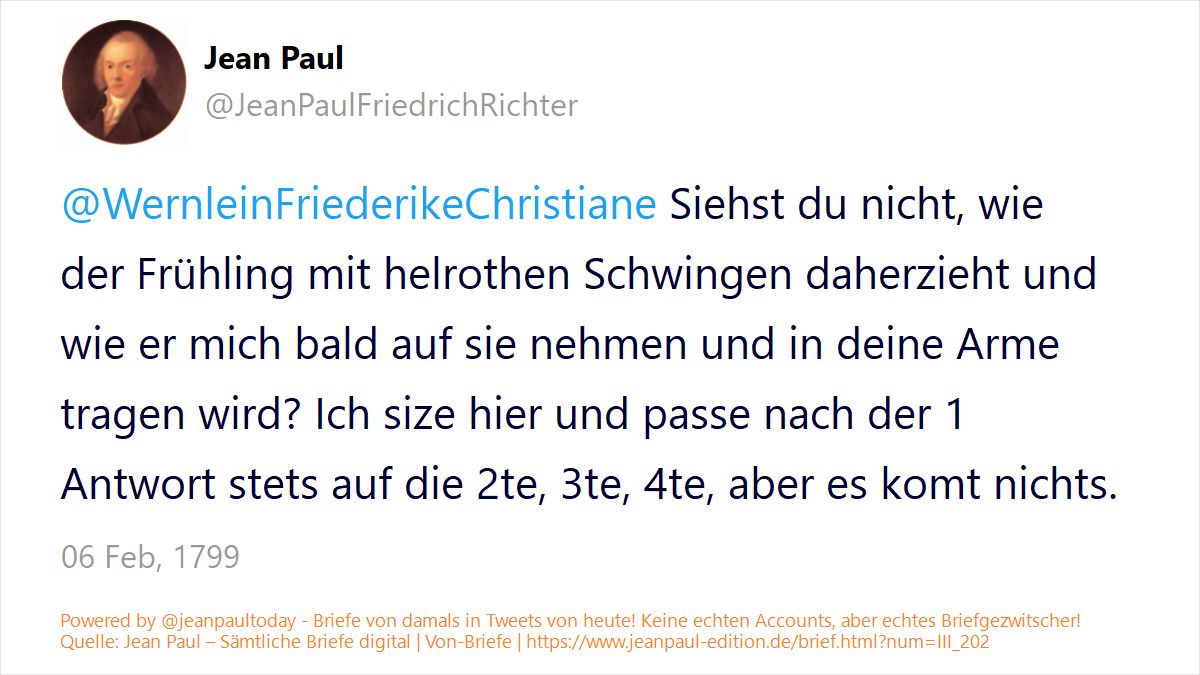 Jean Paul
@JeanPaulFriedrichRichter
@WernleinFriederikeChristiane Siehst du nicht, wie
der Frühling mit helrothen Schwingen daherzieht und
wie er mich bald auf sie nehmen und in deine Arme
tragen wird? Ich size hier und passe nach der 1
Antwort stets auf die 2te, 3te, 4te, aber es komt nichts.
06 Feb, 1799
Powered by @jeanpaultoday - Briefe von damals in Tweets von heute! Keine echten Accounts, aber echtes Briefgezwitscher!
Quelle: Jean Paul – Sämtliche Briefe digital | Von-Briefe | https://www.jeanpaul-edition.de/brief.html?num=III_202